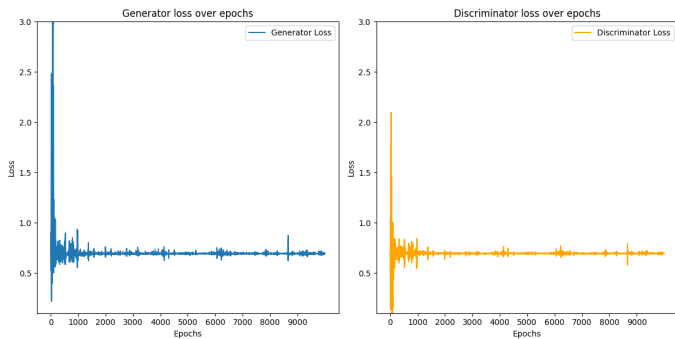 Generator loss over epochs
Generator Loss
3.0
2.5
2.0
1.5
1.0
0.5
Loss
0 1000 2000 3000 4000 5000 6000 7000 8000 9000
Epochs
Discriminator loss over epochs
Discriminator Loss
3.0
2.5
2.0
1.5
1.0
0.5
Loss
0 1000 2000 3000 4000 5000 6000 7000 8000 9000
Epochs